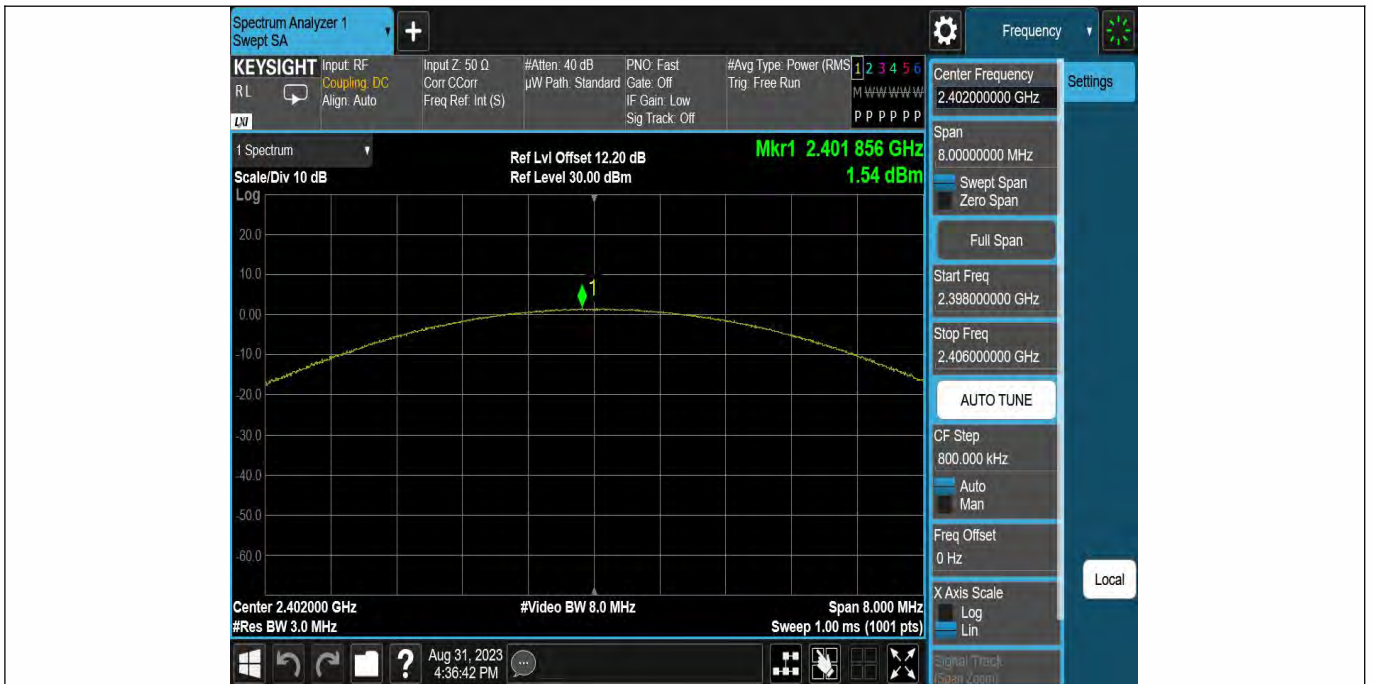 Spectrum Analyzer 1
Swept SA
+
Frequency
KEYSIGHT
RL
LXI
Input: RF
Coupling: DC
Align: Auto
Input Z: 50 Ω
Corr CCorr
Freq Ref: Int (S)
#Atten: 40 dB
µW Path: Standard
PNO: Fast
Gate: Off
IF Gain: Low
Sig Track: Off
#Avg Type: Power (RMS
Trig: Free Run
1 2 3 4 5 6
M W W W W W
P P P P P P
1 Spectrum
Scale/Div 10 dB
Log
Ref Lvl Offset 12.20 dB
Ref Level 30.00 dBm
Mkr1 2.401 856 GHz
1.54 dBm
20.0
10.0
0.00
-10.0
-20.0
-30.0
-40.0
-50.0
-60.0
1
Center 2.402000 GHz
#Res BW 3.0 MHz
#Video BW 8.0 MHz
Span 8.000 MHz
Sweep 1.00 ms (1001 pts)
Center Frequency
2.402000000 GHz
Settings
Span
8.00000000 MHz
Swept Span
Zero Span
Full Span
Start Freq
2.398000000 GHz
Stop Freq
2.406000000 GHz
AUTO TUNE
CF Step
800.000 kHz
Auto
Man
Freq Offset
0 Hz
X Axis Scale
Log
Lin
Local
Signal Track
(Span Zoom)
?
Aug 31, 2023
4:36:42 PM